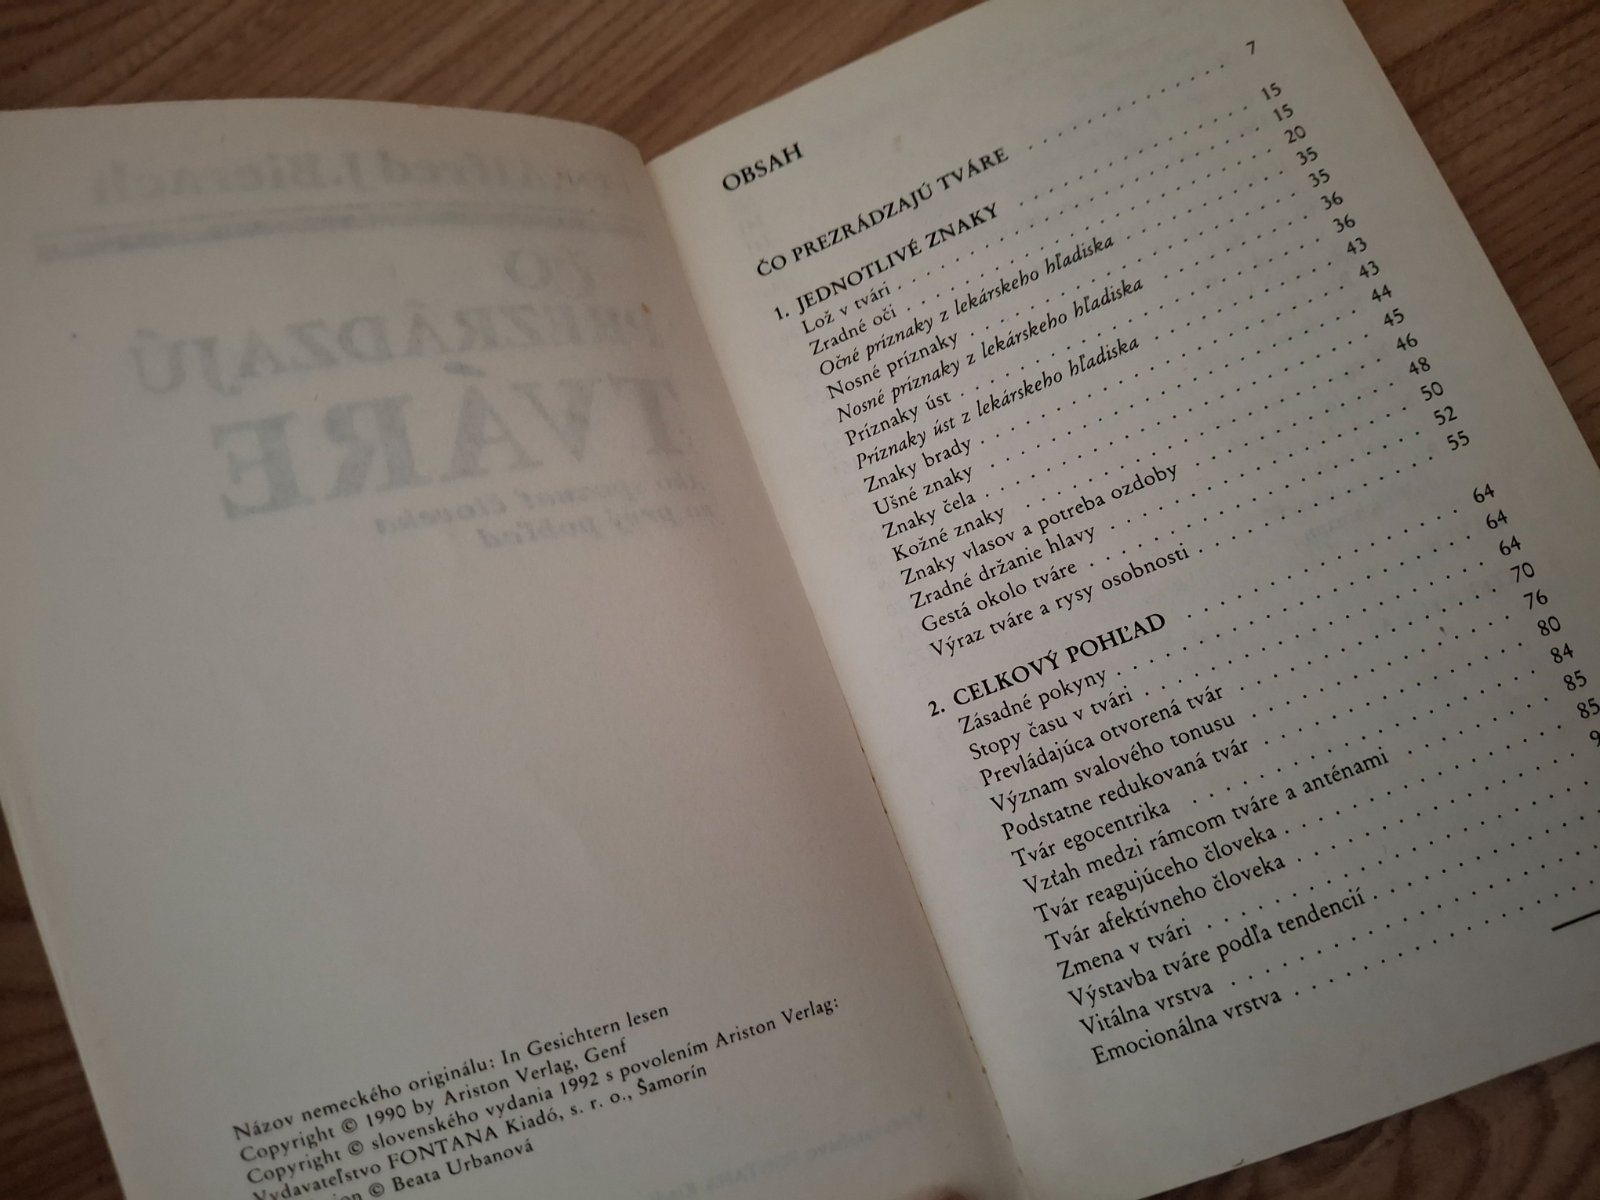 Názov nemeckého originálu: In Gesichtern lesen
Copyright © 1990 by Ariston Verlag, Genf
Copyright © slovenského vydania 1992 s povolením Ariston Verlag:
Vydavateľstvo FONTANA Kiadó, s. r. o., Šamorín
© Beata Urbanová
OBSAH
ČO PREZRÁDZAJÚ TVÁRE . . . . . . . . . . 7
1. JEDNOTLIVÉ ZNAKY . . . . . . . . . . 15
Lož v tvári . . . . . . . . . . 15
Zradné oči . . . . . . . . . . 20
Očné príznaky z lekárskeho hľadiska . . . . . . . . . . 35
Nosné príznaky . . . . . . . . . . 35
Nosné príznaky z lekárskeho hľadiska . . . . . . . . . . 36
Príznaky úst . . . . . . . . . . 36
Príznaky úst z lekárskeho hľadiska . . . . . . . . . . 43
Znaky brady . . . . . . . . . . 43
Ušné znaky . . . . . . . . . . 44
Znaky čela . . . . . . . . . . 45
Kožné znaky . . . . . . . . . . 46
Znaky vlasov a potreba ozdoby . . . . . . . . . . 48
Zradné držanie hlavy . . . . . . . . . . 50
Gestá okolo tváre . . . . . . . . . . 52
Výraz tváre a rysy osobnosti . . . . . . . . . . 55
2. CELKOVÝ POHĽAD . . . . . . . . . . 64
Zásadné pokyny . . . . . . . . . . 64
Stopy času v tvári . . . . . . . . . . 64
Prevládajúca otvorená tvár . . . . . . . . . . 70
Význam svalového tonusu . . . . . . . . . . 76
Podstatne redukovaná tvár . . . . . . . . . . 80
Tvár egocentrika . . . . . . . . . . 84
Vzťah medzi rámcom tváre a anténami . . . . . . . . . . 85
Tvár reagujúceho človeka . . . . . . . . . . 85
Tvár afektívneho človeka . . . . . . . . . .
Zmena v tvári . . . . . . . . . .
Výstavba tváre podľa tendencií . . . . . . . . . .
Vitálna vrstva . . . . . . . . . .
Emocionálna vrstva . . . . . . . . . .